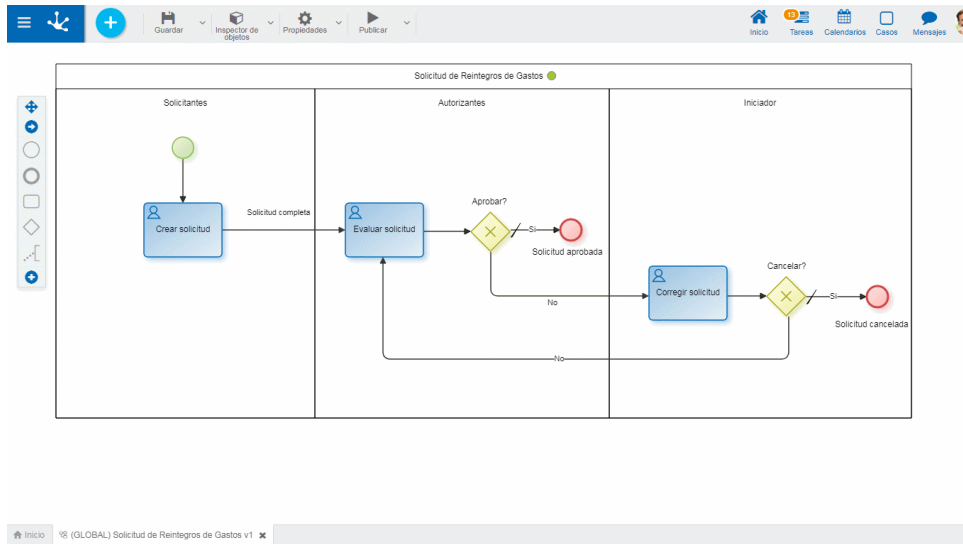 Guardar
Inspector de
objetos
Propiedades
Publicar
Inicio
13
Tareas
Calendarios
Casos
Mensajes
Solicitud de Reintegros de Gastos
Solicitantes
Autorizantes
Iniciador
Crear solicitud
Solicitud completa
Evaluar solicitud
Aprobar?
Si
Solicitud aprobada
No
Corregir solicitud
Cancelar?
Si
Solicitud cancelada
No
Inicio
(GLOBAL) Solicitud de Reintegros de Gastos v1